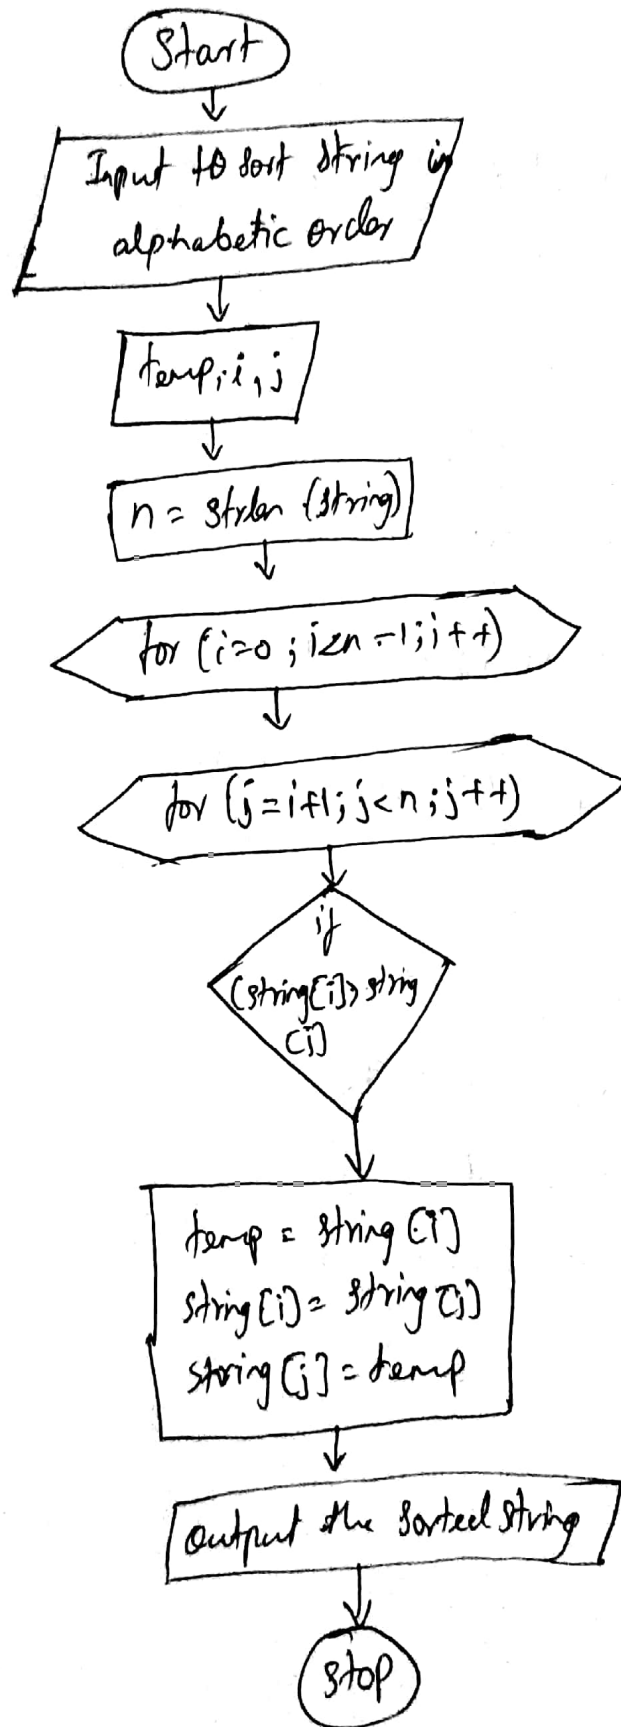 Start
Input to sort string in
alphabetic order
temp, i, j
n = strlen (string)
for (i=0 ; i<n-1; i++)
for (j=i+1; j<n; j++)
if
(string[i]> string
[j]
temp = string [i]
string [i] = string [j]
string [j] = temp
Output the sorted string
Stop